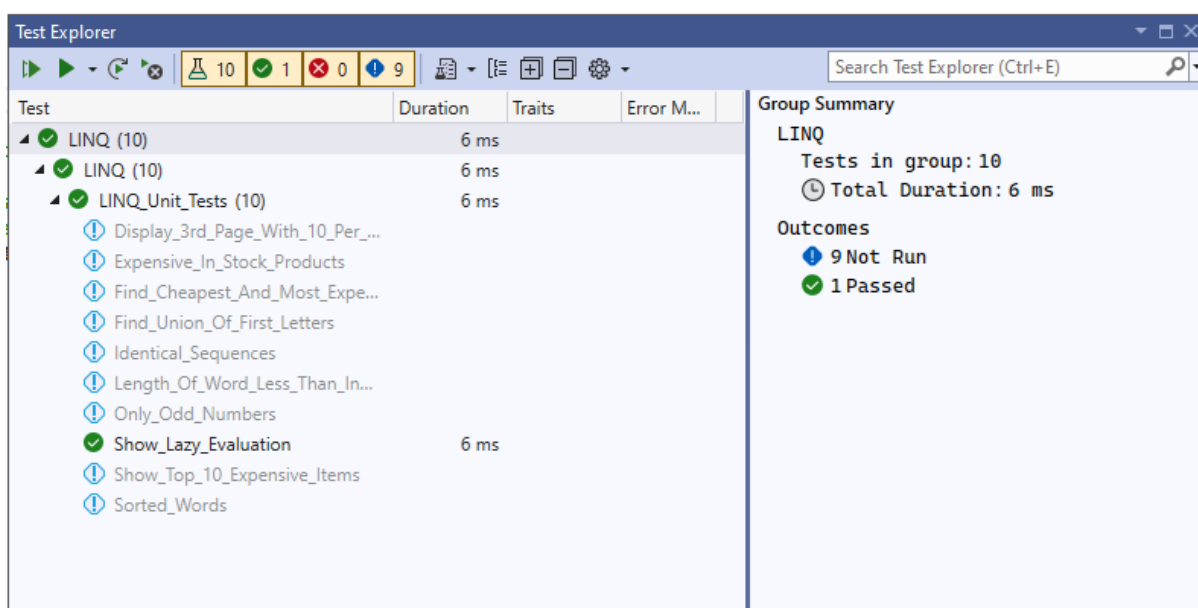 Test Explorer
10 1 0 9 Search Test Explorer (Ctrl+E)
Test Duration Traits Error M...
LINQ (10) 6 ms
LINQ (10) 6 ms
LINQ_Unit_Tests (10) 6 ms
Display_3rd_Page_With_10_Per_...
Expensive_In_Stock_Products
Find_Cheapest_And_Most_Expe...
Find_Union_Of_First_Letters
Identical_Sequences
Length_Of_Word_Less_Than_In...
Only_Odd_Numbers
Show_Lazy_Evaluation 6 ms
Show_Top_10_Expensive_Items
Sorted_Words
Group Summary
LINQ
Tests in group: 10
Total Duration: 6 ms
Outcomes
9 Not Run
1 Passed